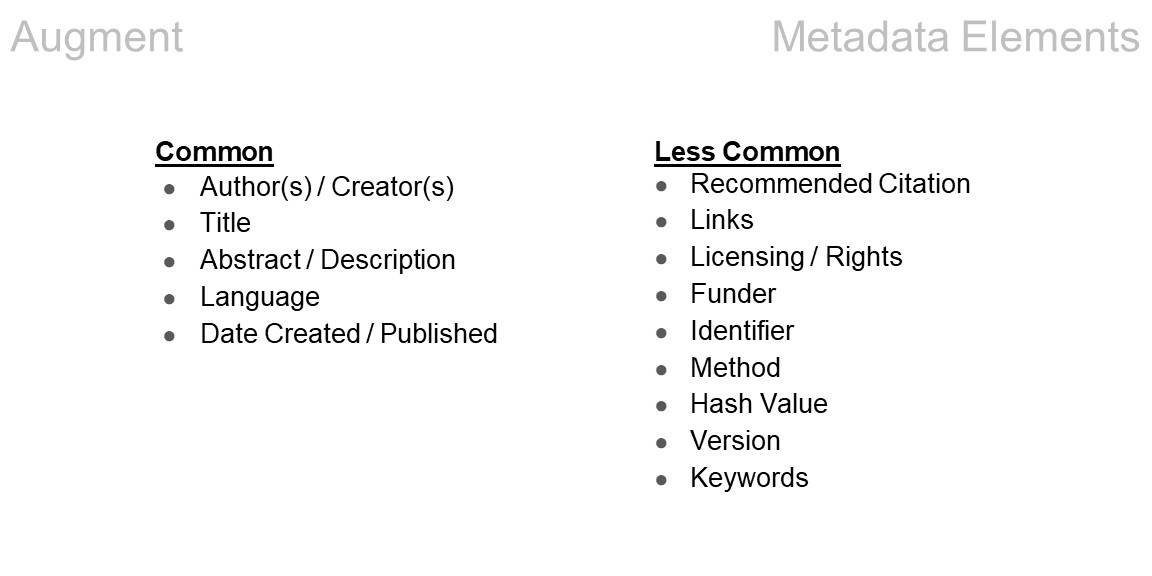 Augment
Metadata Elements
Common
● Author(s) / Creator(s)
● Title
● Abstract / Description
● Language
● Date Created / Published
Less Common
● Recommended Citation
● Links
● Licensing / Rights
● Funder
● Identifier
● Method
● Hash Value
● Version
● Keywords